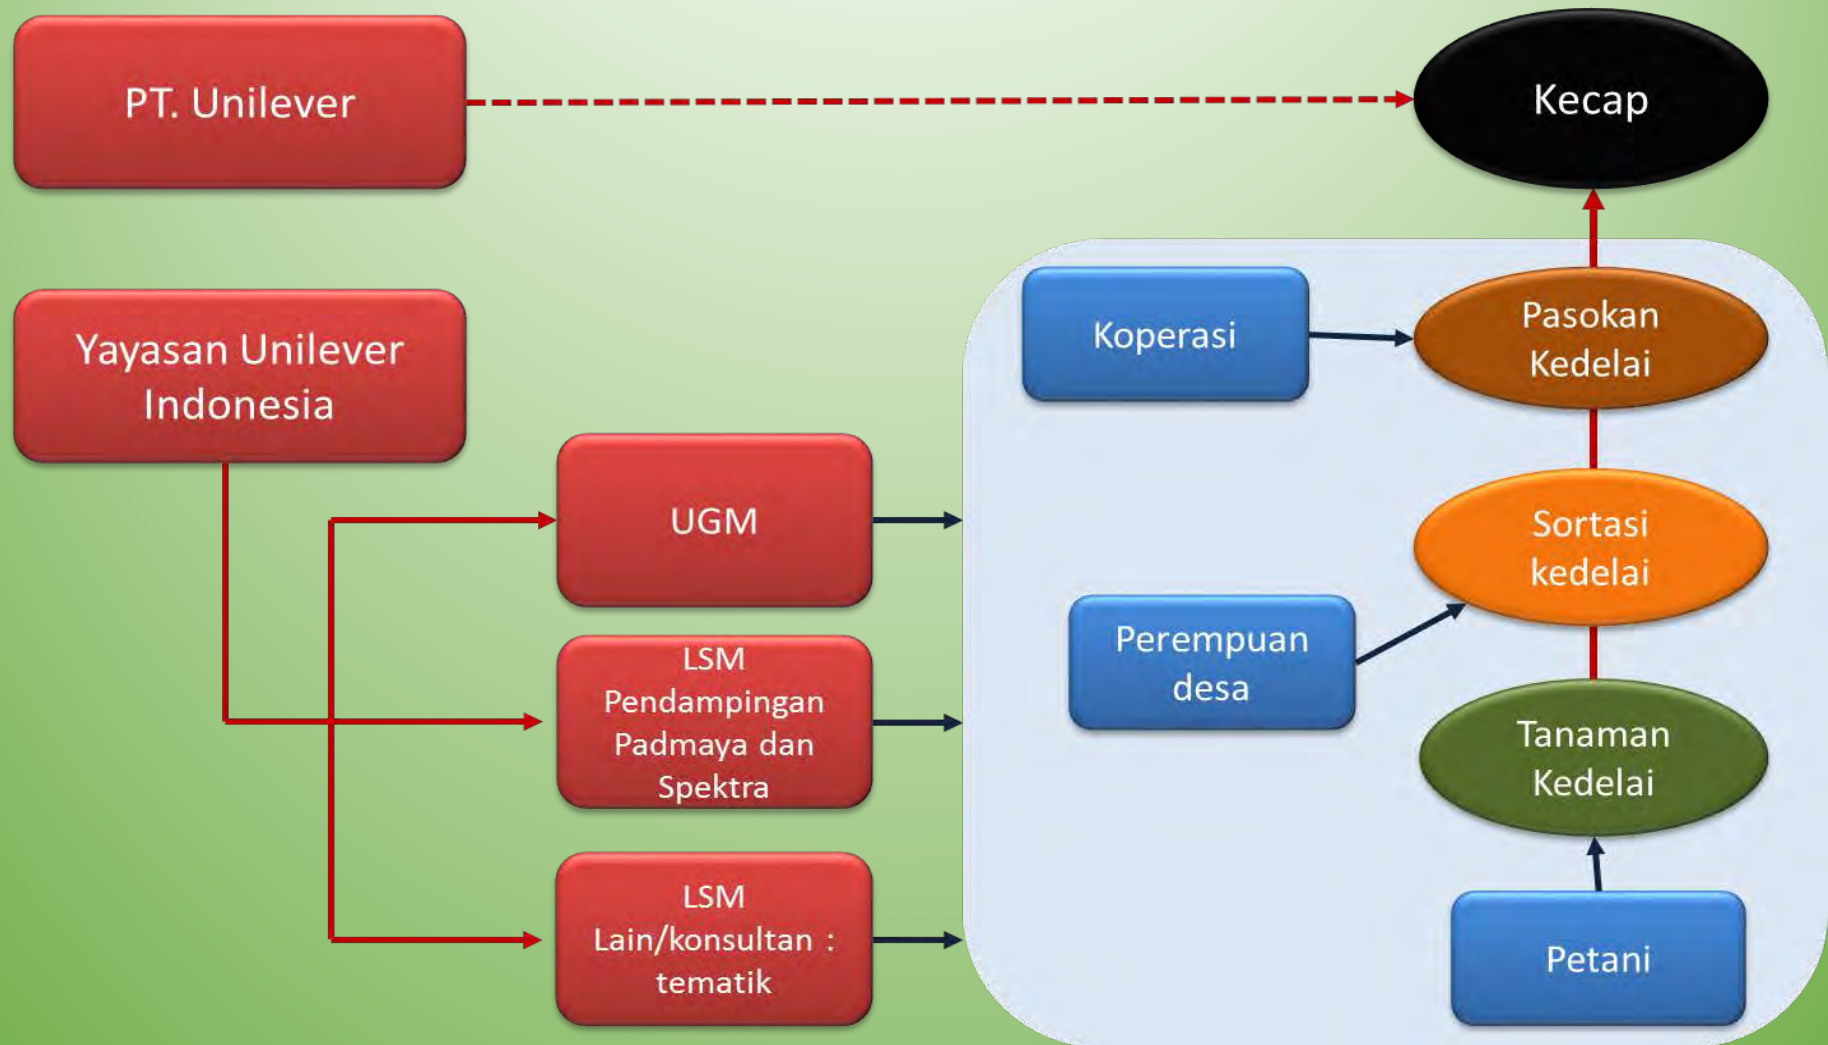 PT. Unilever
Kecap
Yayasan Unilever
Indonesia
Koperasi
Pasokan
Kedelai
UGM
Sortasi
kedelai
LSM
Pendampingan
Padmaya dan
Spektra
Perempuan
desa
Tanaman
Kedelai
LSM
Lain/konsultan :
tematik
Petani